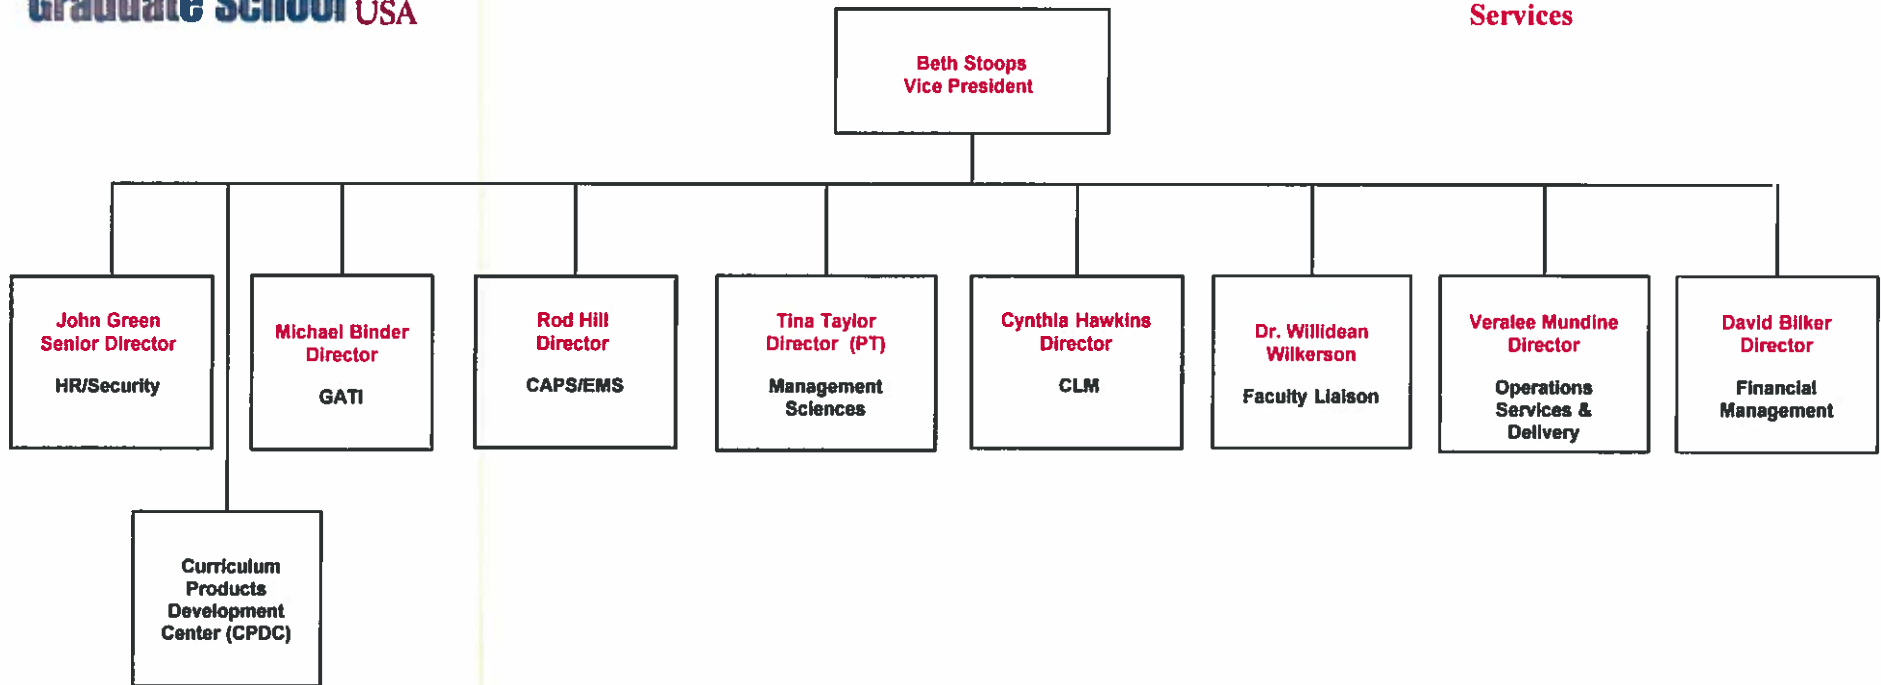 Graduate School USA
Services
Beth Stoops
Vice President
John Green
Senior Director
HR/Security
Michael Binder
Director
GATI
Rod Hill
Director
CAPS/EMS
Tina Taylor
Director (PT)
Management
Sciences
Cynthia Hawkins
Director
CLM
Dr. Willidean
Wilkerson
Faculty Liaison
Veralee Mundine
Director
Operations
Services &
Delivery
David Bilker
Director
Financial
Management
Curriculum
Products
Development
Center (CPDC)